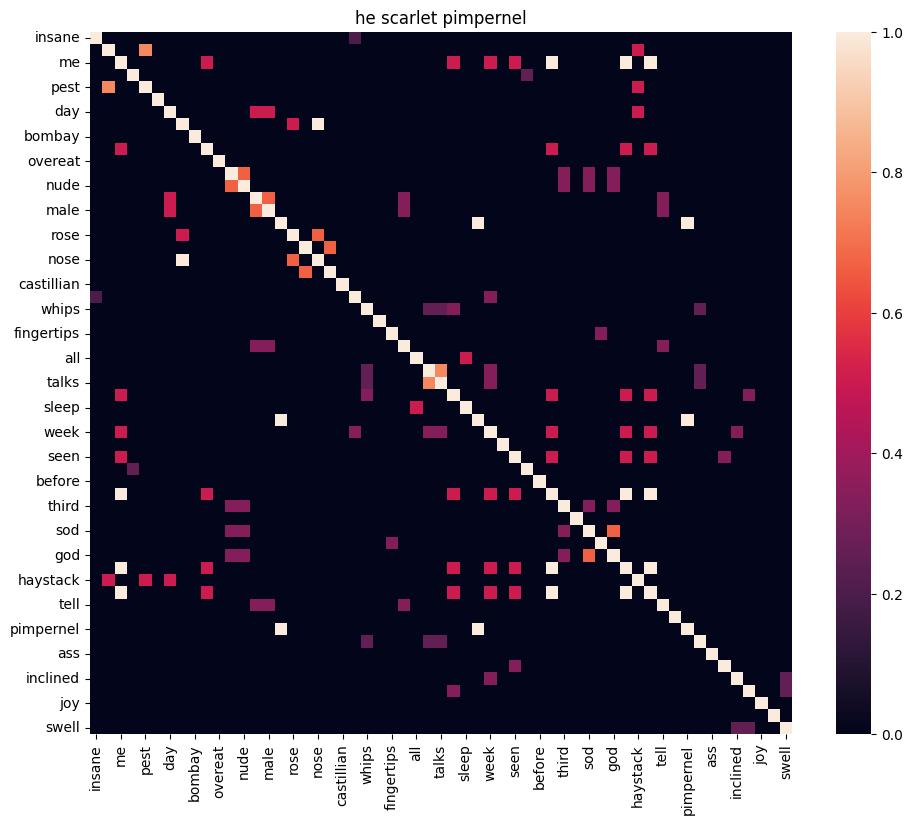 he scarlet pimpernel
insane
me
pest
day
bombay
overeat
nude
male
rose
nose
castillian
whips
fingertips
all
talks
sleep
week
seen
before
third
sod
god
haystack
tell
pimpernel
ass
inclined
joy
swell
insane
me
pest
day
bombay
overeat
nude
male
rose
nose
castillian
whips
fingertips
all
talks
sleep
week
seen
before
third
sod
god
haystack
tell
pimpernel
ass
inclined
joy
swell
1.0
0.8
0.6
0.4
0.2
0.0